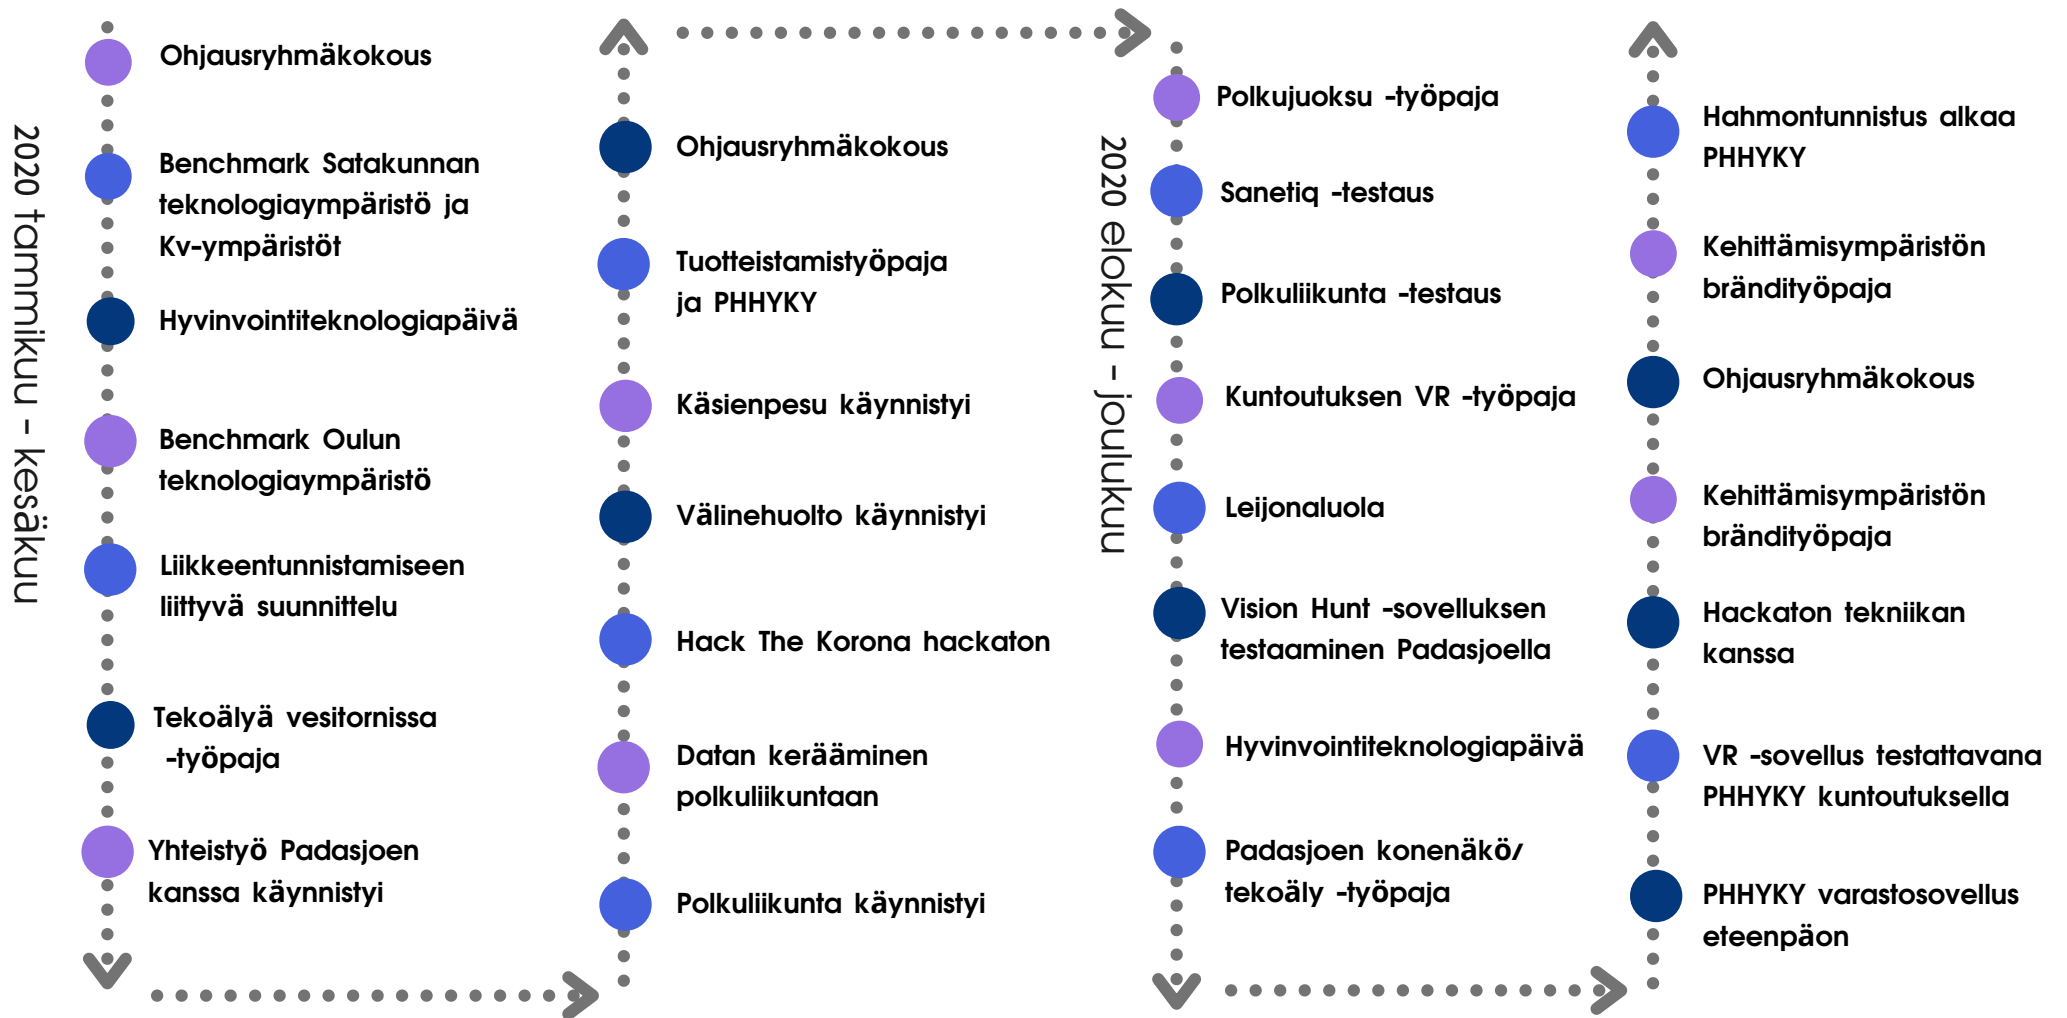 2020 tammikuu - kesäkuu
Ohjausryhmäkokous
Benchmark Satakunnan
teknologiaympäristö ja
Kv-ympäristöt
Hyvinvointiteknologiapäivä
Benchmark Oulun
teknologiaympäristö
Liikkeentunnistamiseen
liittyvä suunnittelu
Tekoälyä vesitornissa
-työpaja
Yhteistyö Padasjoen
kanssa käynnistyi
Ohjausryhmäkokous
Tuotteistamistyöpaja
ja PHHYKY
Käsienpesu käynnistyi
Välinehuolto käynnistyi
Hack The Korona hackaton
Datan kerääminen
polkuliikuntaan
Polkuliikunta käynnistyi
2020 elokuu - joulukuu
Polkujuoksu -työpaja
Sanetiq -testaus
Polkuliikunta -testaus
Kuntoutuksen VR -työpaja
Leijonaluola
Vision Hunt -sovelluksen
testaaminen Padasjoella
Hyvinvointiteknologiapäivä
Padasjoen konenäkö/
tekoäly -työpaja
Hahmontunnistus alkaa
PHHYKY
Kehittämisympäristön
brändityöpaja
Ohjausryhmäkokous
Kehittämisympäristön
brändityöpaja
Hackaton tekniikan
kanssa
VR -sovellus testattavana
PHHYKY kuntoutuksella
PHHYKY varastosovellus
eteenpäon